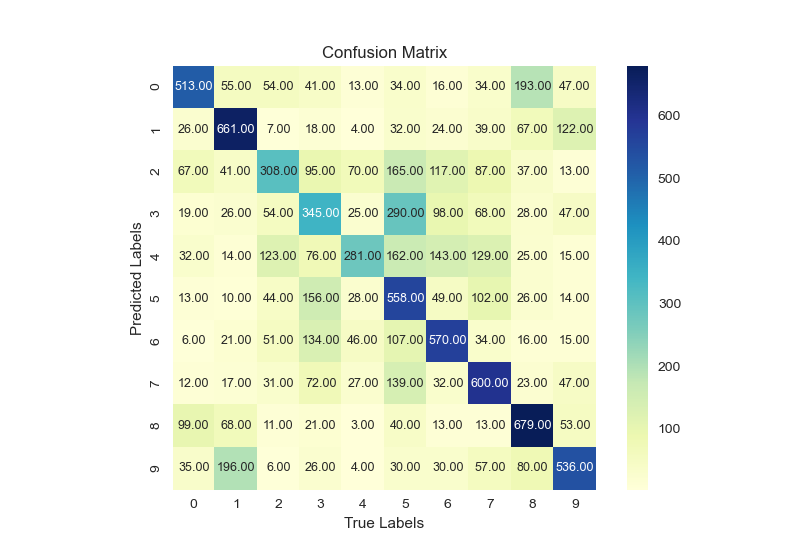 Confusion Matrix
Predicted Labels
0 513.00 55.00 54.00 41.00 13.00 34.00 16.00 34.00 193.00 47.00
1 26.00 661.00 7.00 18.00 4.00 32.00 24.00 39.00 67.00 122.00
2 67.00 41.00 308.00 95.00 70.00 165.00 117.00 87.00 37.00 13.00
3 19.00 26.00 54.00 345.00 25.00 290.00 98.00 68.00 28.00 47.00
4 32.00 14.00 123.00 76.00 281.00 162.00 143.00 129.00 25.00 15.00
5 13.00 10.00 44.00 156.00 28.00 558.00 49.00 102.00 26.00 14.00
6 6.00 21.00 51.00 134.00 46.00 107.00 570.00 34.00 16.00 15.00
7 12.00 17.00 31.00 72.00 27.00 139.00 32.00 600.00 23.00 47.00
8 99.00 68.00 11.00 21.00 3.00 40.00 13.00 13.00 679.00 53.00
9 35.00 196.00 6.00 26.00 4.00 30.00 30.00 57.00 80.00 536.00
0 1 2 3 4 5 6 7 8 9
True Labels
600
500
400
300
200
100